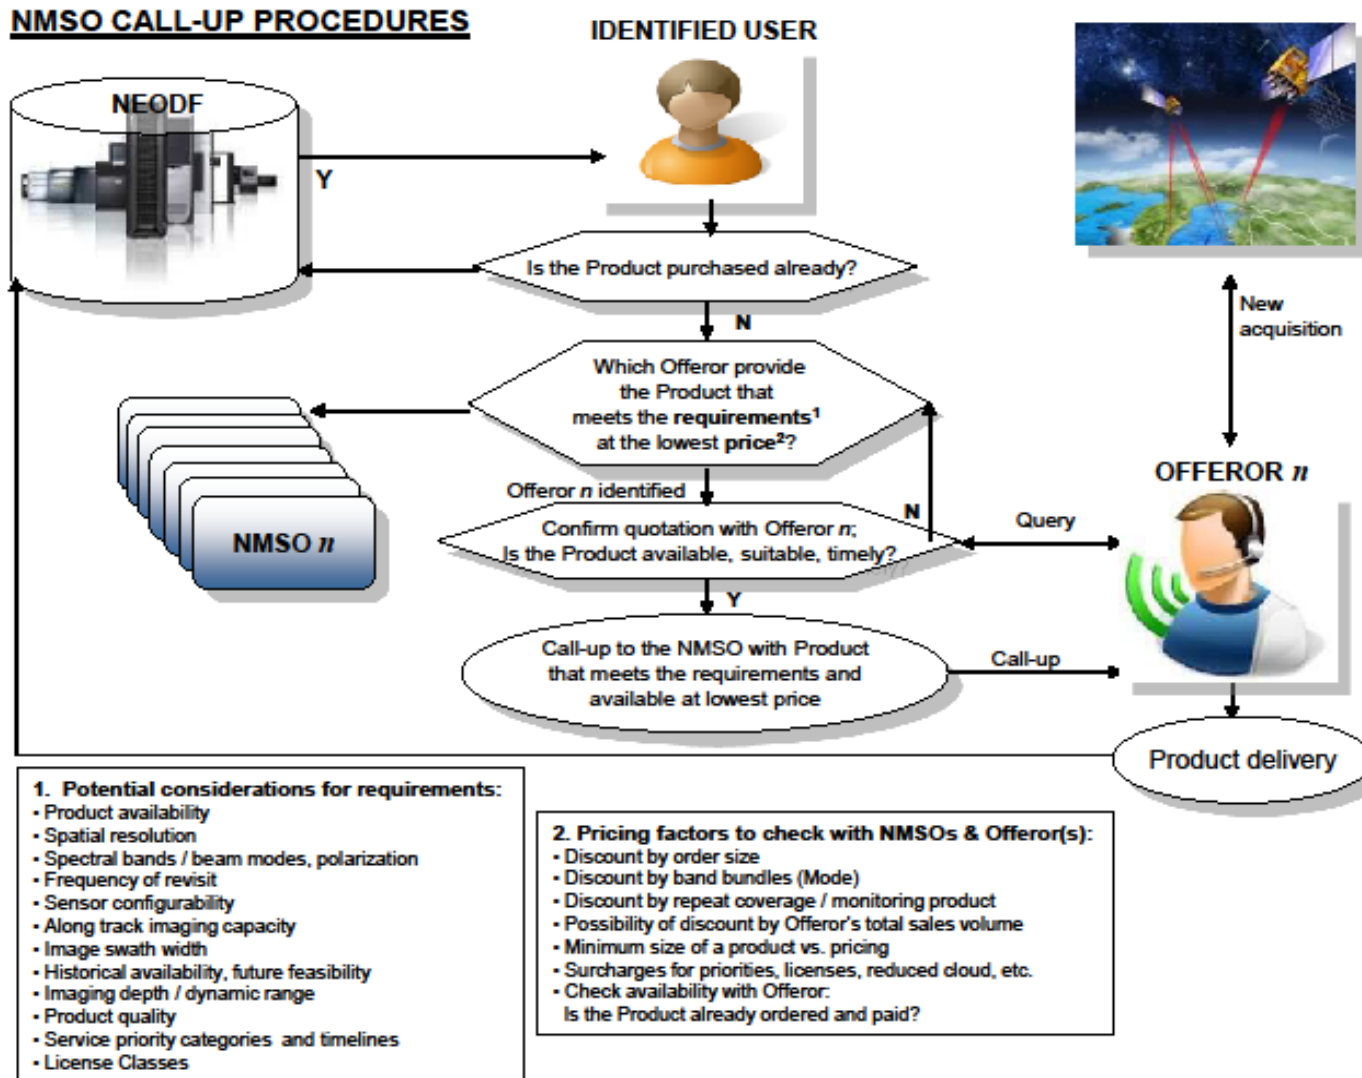 NMSO CALL-UP PROCEDURES
IDENTIFIED USER
NEODF
Y
Is the Product purchased already?
N
Which Offeror provide
the Product that
meets the requirements¹
at the lowest price²?
New
acquisition
OFFEROR n
Offeror n identified
N
Query
Confirm quotation with Offeror n;
Is the Product available, suitable, timely?
NMSO n
Y
Call-up to the NMSO with Product
that meets the requirements and
available at lowest price
Call-up
Product delivery
1. Potential considerations for requirements:
• Product availability
• Spatial resolution
• Spectral bands / beam modes, polarization
• Frequency of revisit
• Sensor configurability
• Along track imaging capacity
• Image swath width
• Historical availability, future feasibility
• Imaging depth / dynamic range
• Product quality
• Service priority categories and timelines
• License Classes
2. Pricing factors to check with NMSOs & Offeror(s):
• Discount by order size
• Discount by band bundles (Mode)
• Discount by repeat coverage / monitoring product
• Possibility of discount by Offeror's total sales volume
• Minimum size of a product vs. pricing
• Surcharges for priorities, licenses, reduced cloud, etc.
• Check availability with Offeror:
Is the Product already ordered and paid?